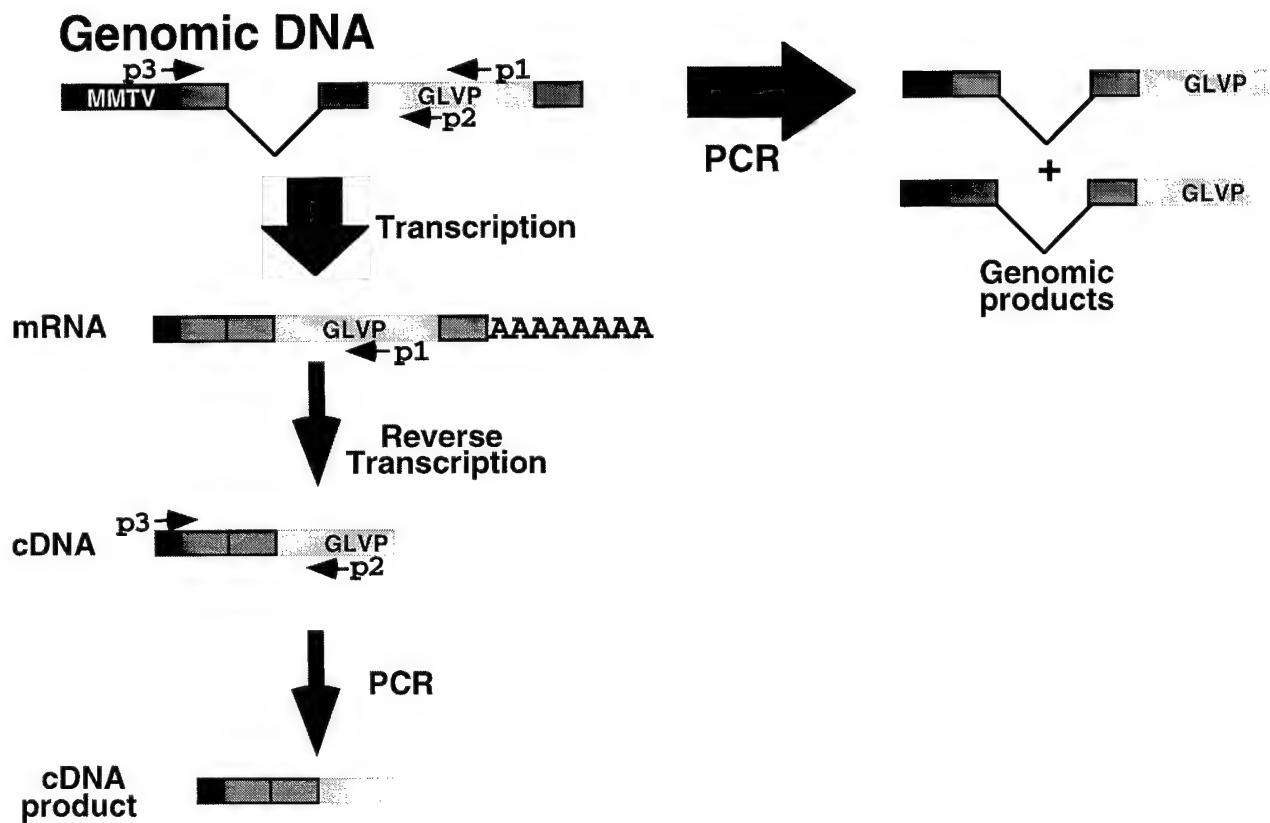 Genomic DNA
p3
p1
MMTV
GLVP
p2
PCR
GLVP
+
GLVP
Genomic
products
Transcription
mRNA
GLVP
AAAAAAAA
p1
Reverse
Transcription
p3
cDNA
GLVP
p2
PCR
cDNA
product